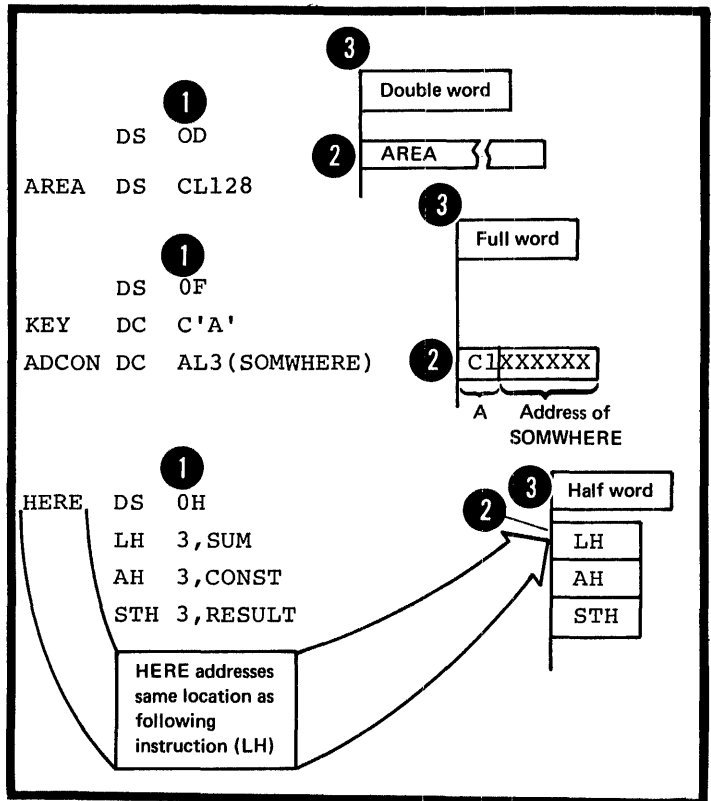 3
Double word
1
DS OD
2 AREA
AREA DS CL128
3
Full word
1
DS 0F
KEY DC C'A'
ADCON DC AL3(SOMWHERE)
2 C1XXXXXX
A Address of
SOMWHERE
1
3 Half word
HERE DS 0H
2
LH 3,SUM
LH
AH 3,CONST
AH
STH 3,RESULT
STH
HERE addresses
same location as
following
instruction (LH)